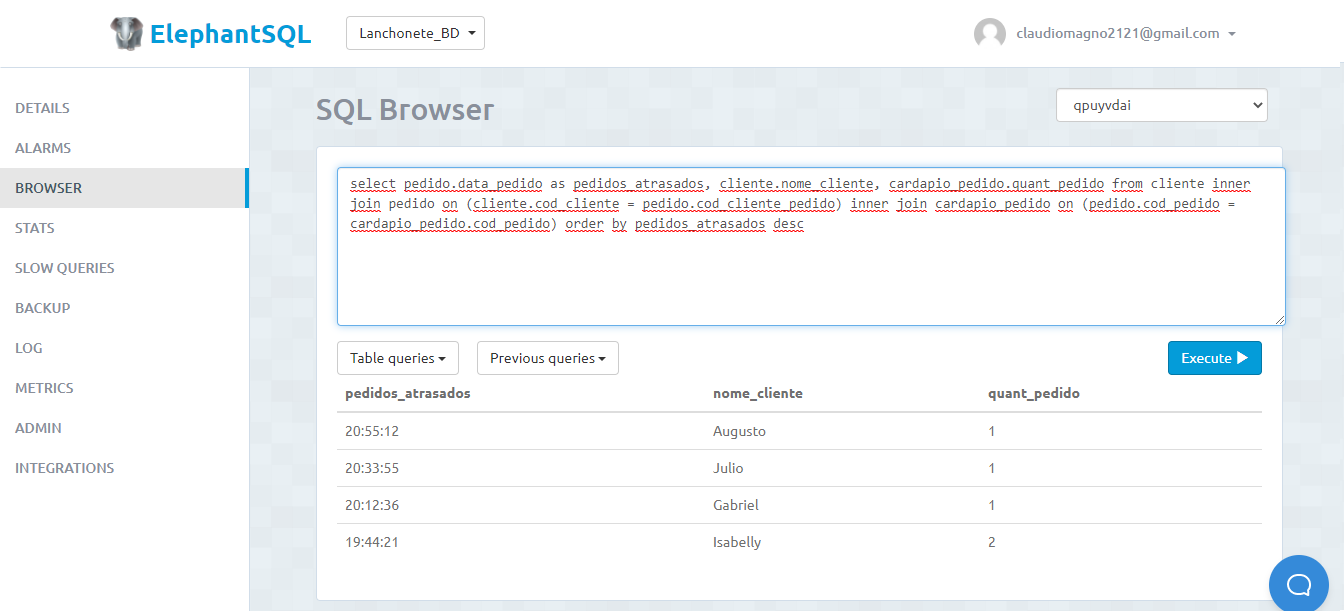 ElephantSQL
Lanchonete_BD
claudiomagno2121@gmail.com
DETAILS
ALARMS
BROWSER
STATS
SLOW QUERIES
BACKUP
LOG
METRICS
ADMIN
INTEGRATIONS
SQL Browser
qpuyvdai
select pedido.data_pedido as pedidos_atrasados, cliente.nome_cliente, cardapio_pedido.quant_pedido from cliente inner
join pedido on (cliente.cod_cliente = pedido.cod_cliente_pedido) inner join cardapio_pedido on (pedido.cod_pedido =
cardapio_pedido.cod_pedido) order by pedidos_atrasados desc
Table queries
Previous queries
Execute
pedidos_atrasados nome_cliente quant_pedido
20:55:12 Augusto 1
20:33:55 Julio 1
20:12:36 Gabriel 1
19:44:21 Isabelly 2